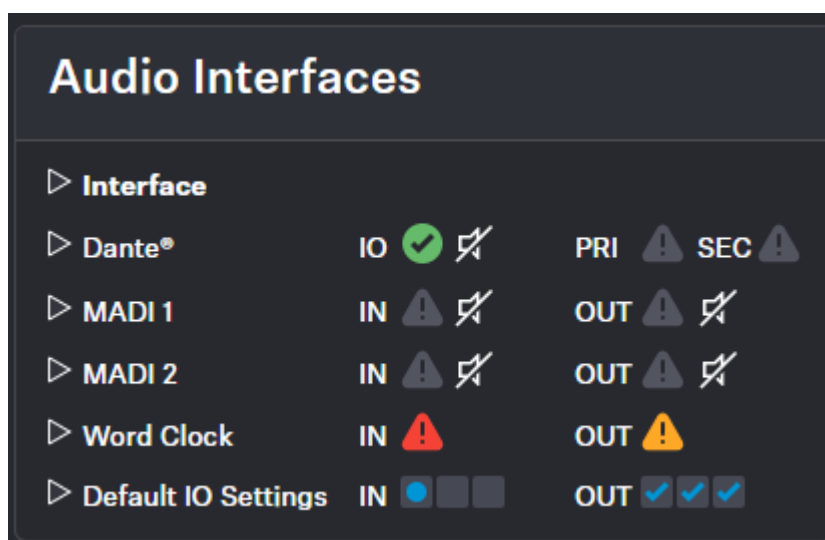 Audio Interfaces
Interface
Dante® IO PRI SEC
MADI 1 IN OUT
MADI 2 IN OUT
Word Clock IN OUT
Default IO Settings IN OUT